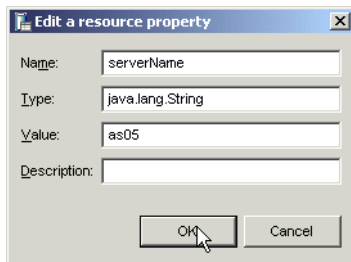 Edit a resource property
Name: serverName
Type: java.lang.String
Value: as05
Description:
OK Cancel